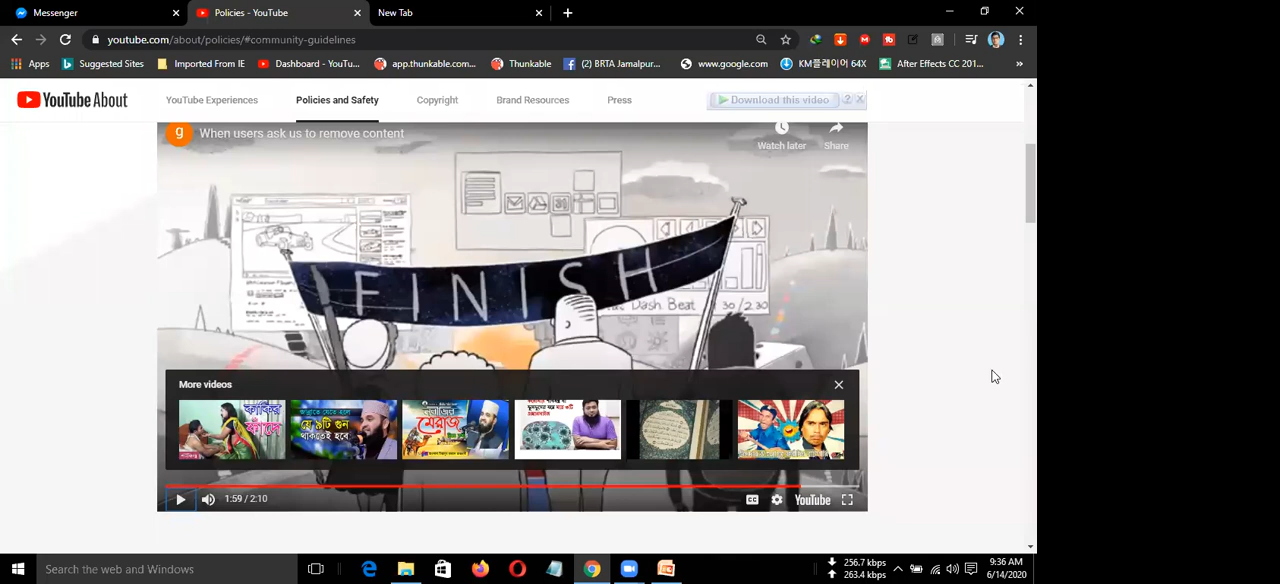 Messenger
Policies - YouTube
New Tab
youtube.com/about/policies/#community-guidelines
Apps
Suggested Sites
Imported From IE
Dashboard - YouTu...
app.thunkable.com...
Thunkable
(2) BRTA Jamalpur...
www.google.com
KM플레이어 64X
After Effects CC 201...
»
YouTube About
YouTube Experiences
Policies and Safety
Copyright
Brand Resources
Press
Download this video
?
g
When users ask us to remove content
Watch later
Share
FINISH
Dash Beat
30/2.30
More videos
1:59 / 2:10
CC
YouTube
Search the web and Windows
256.7 kbps
263.4 kbps
9:36 AM
6/14/2020